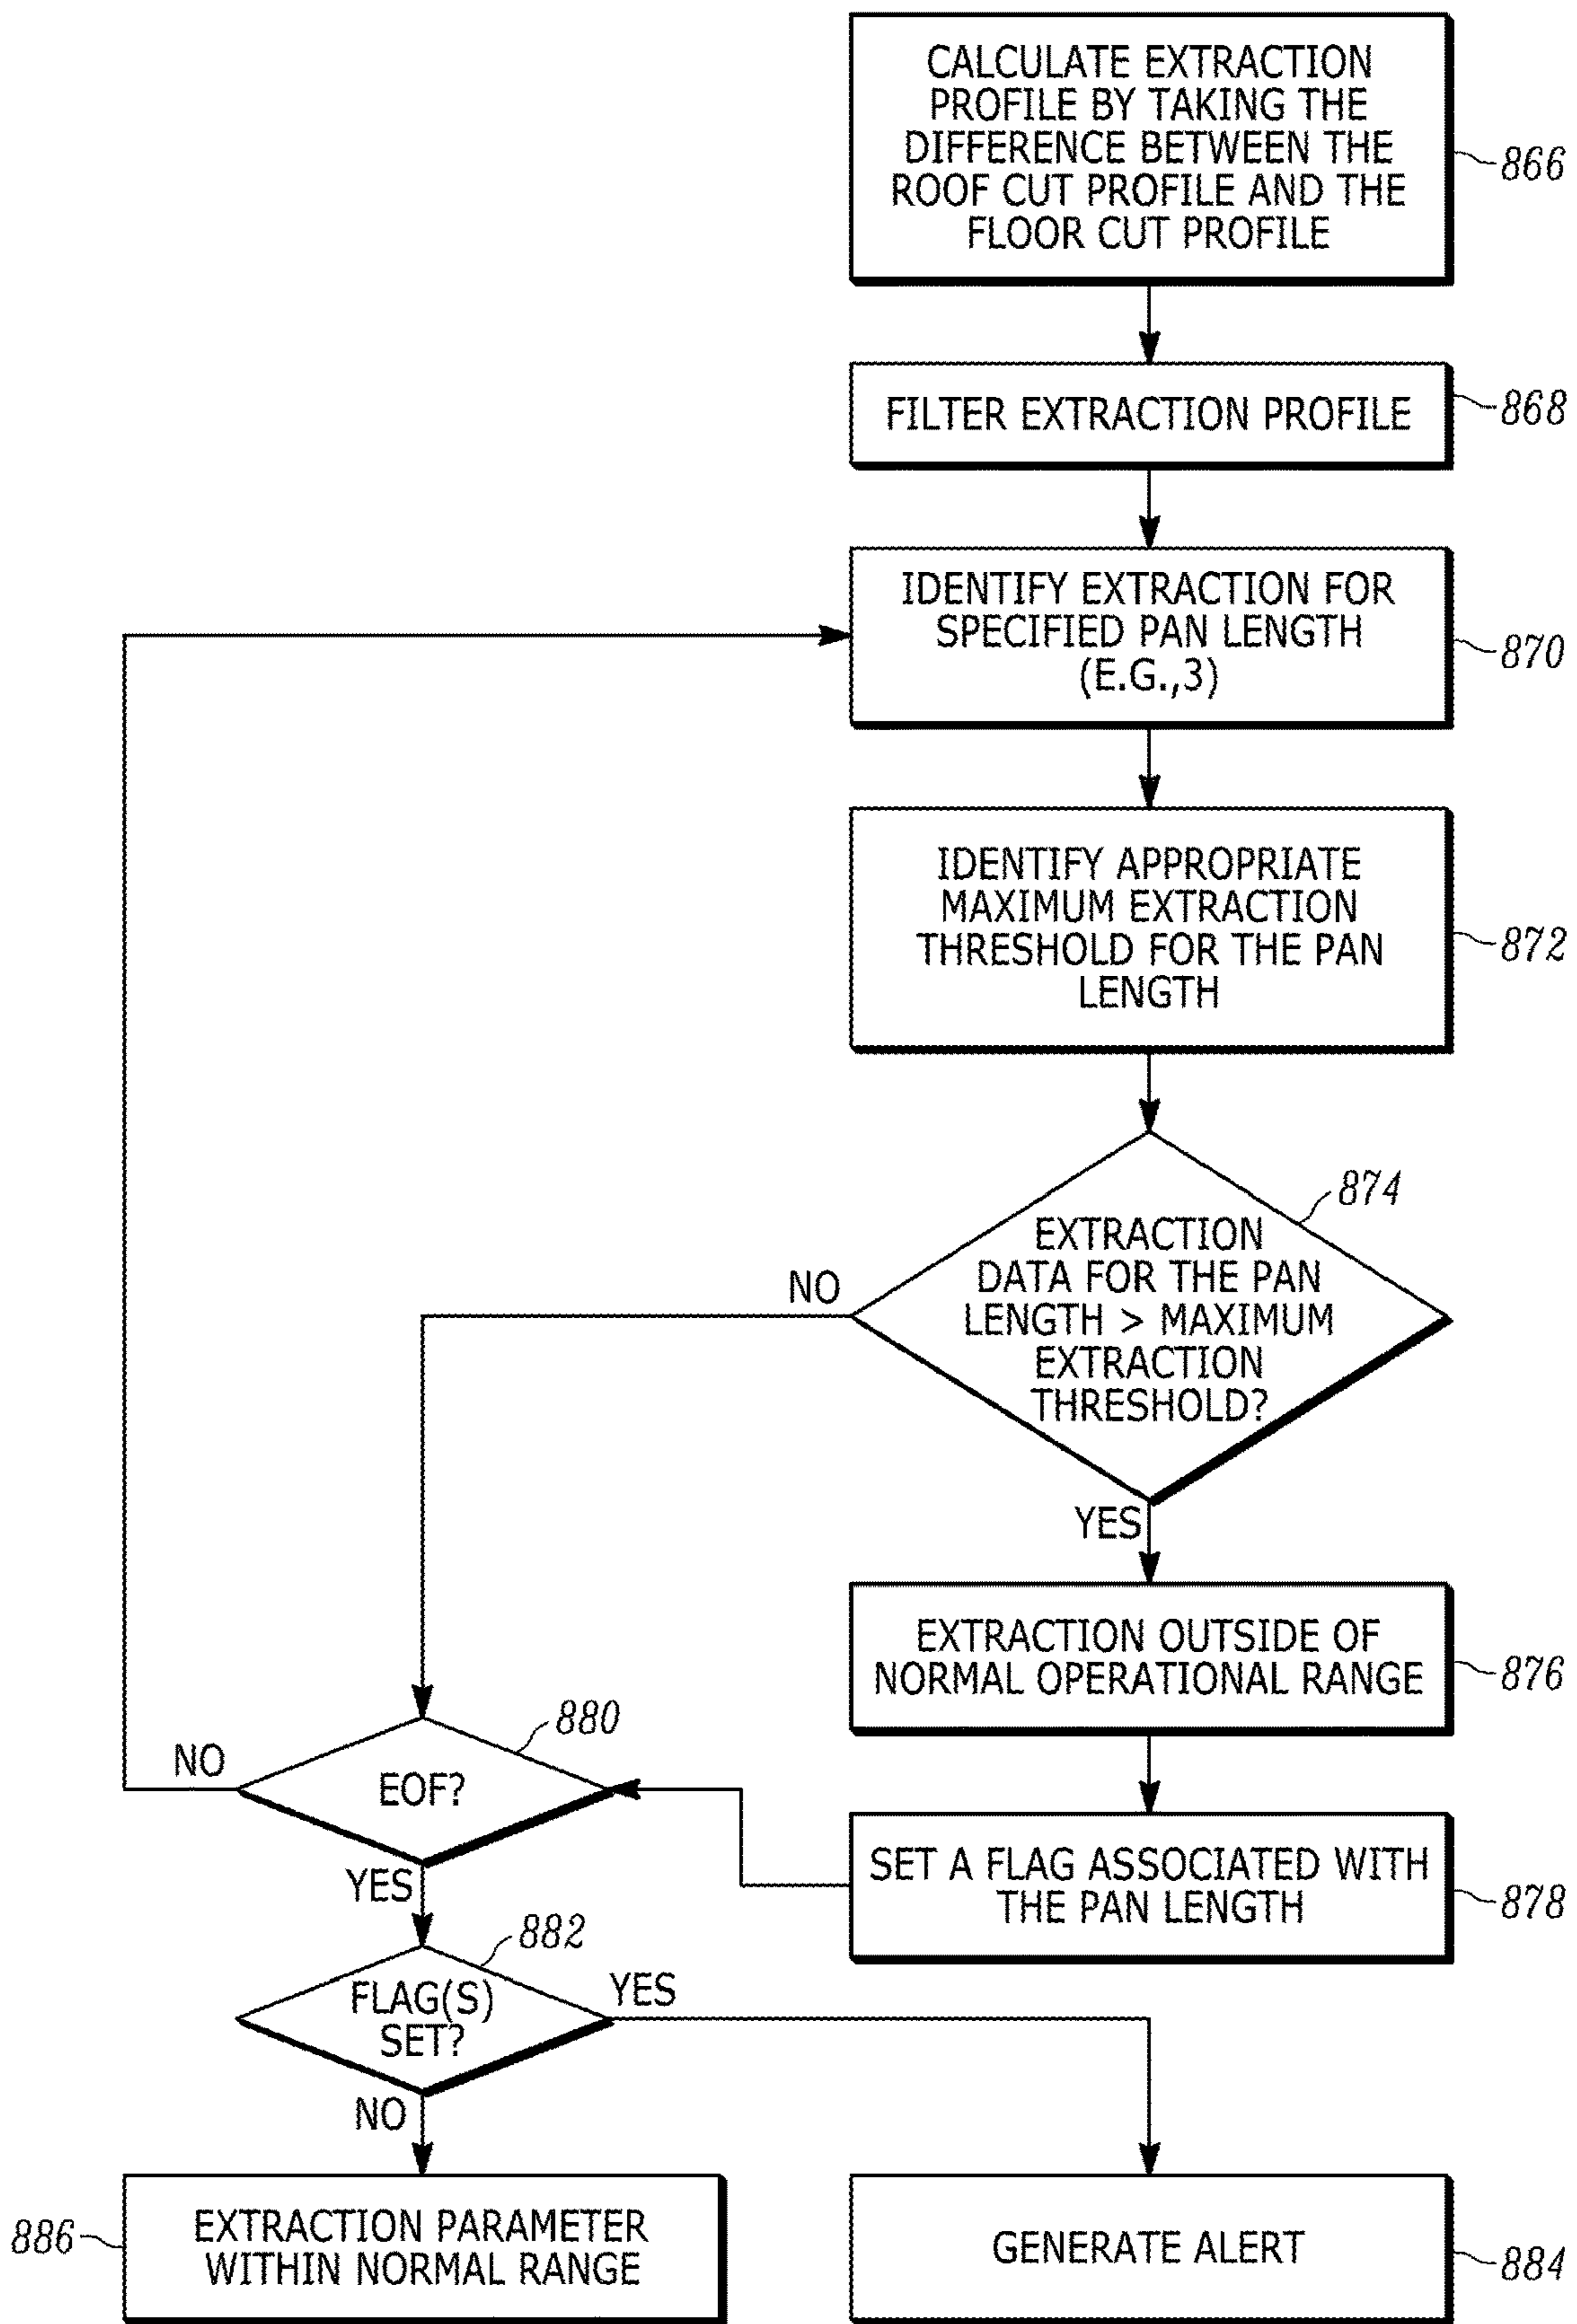 CALCULATE EXTRACTION
PROFILE BY TAKING THE
DIFFERENCE BETWEEN THE
ROOF CUT PROFILE AND THE
FLOOR CUT PROFILE
866
FILTER EXTRACTION PROFILE
868
IDENTIFY EXTRACTION FOR
SPECIFIED PAN LENGTH
(E.G.,3)
870
IDENTIFY APPROPRIATE
MAXIMUM EXTRACTION
THRESHOLD FOR THE PAN
LENGTH
872
874
EXTRACTION
DATA FOR THE PAN
LENGTH > MAXIMUM
EXTRACTION
THRESHOLD?
NO
YES
EXTRACTION OUTSIDE OF
NORMAL OPERATIONAL RANGE
876
SET A FLAG ASSOCIATED WITH
THE PAN LENGTH
878
880
EOF?
NO
YES
882
FLAG(S)
SET?
YES
NO
886
EXTRACTION PARAMETER
WITHIN NORMAL RANGE
GENERATE ALERT
884